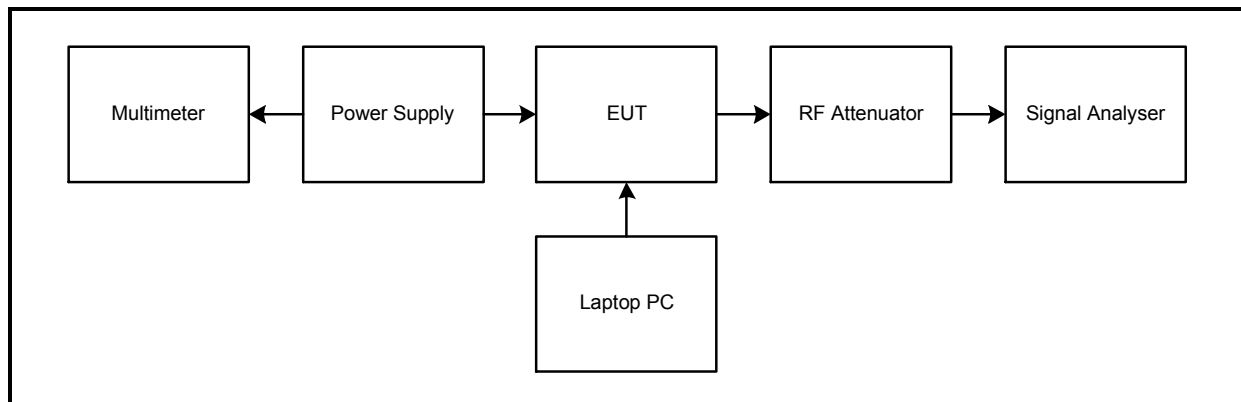 Multimeter
Power Supply
EUT
RF Attenuator
Signal Analyser
Laptop PC